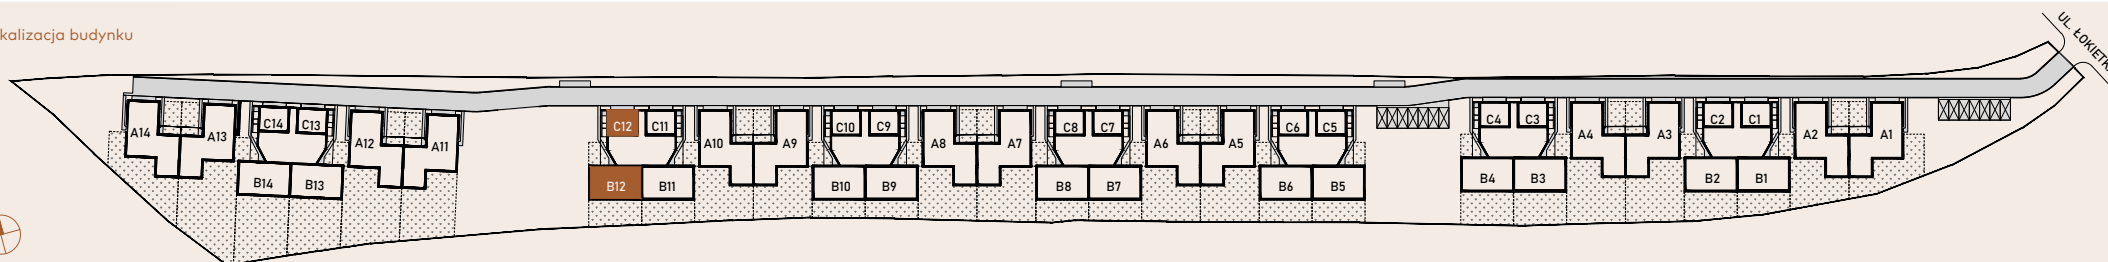 kalizacja budynku
UL. ŁOKIETK
A14 A13 C14 C13 A12 A11 C12 C11 A10 A9 C10 C9 A8 A7 C8 C7 A6 A5 C6 C5 C4 C3 A4 A3 C2 C1 A2 A1
B14 B13 B12 B11 B10 B9 B8 B7 B6 B5 B4 B3 B2 B1